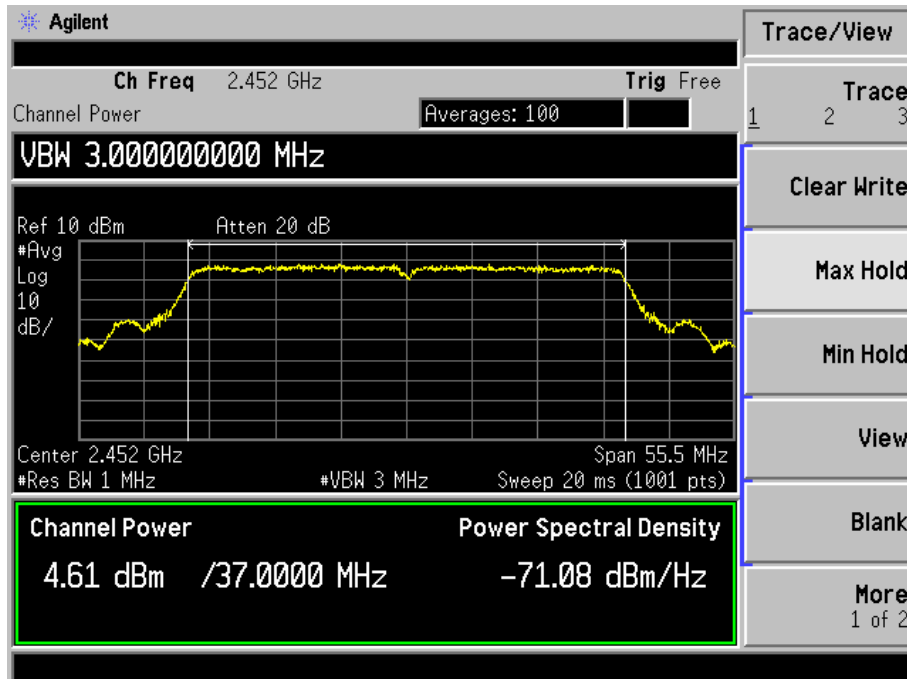 Agilent
Trace/View
Ch Freq 2.452 GHz Trig Free
Channel Power Averages: 100
VBW 3.000000000 MHz
Ref 10 dBm Atten 20 dB
#Avg
Log
10
dB/
Center 2.452 GHz Span 55.5 MHz
#Res BW 1 MHz #VBW 3 MHz Sweep 20 ms (1001 pts)
Channel Power Power Spectral Density
4.61 dBm /37.0000 MHz -71.08 dBm/Hz
Trace
1 2 3
Clear Write
Max Hold
Min Hold
View
Blank
More
1 of 2